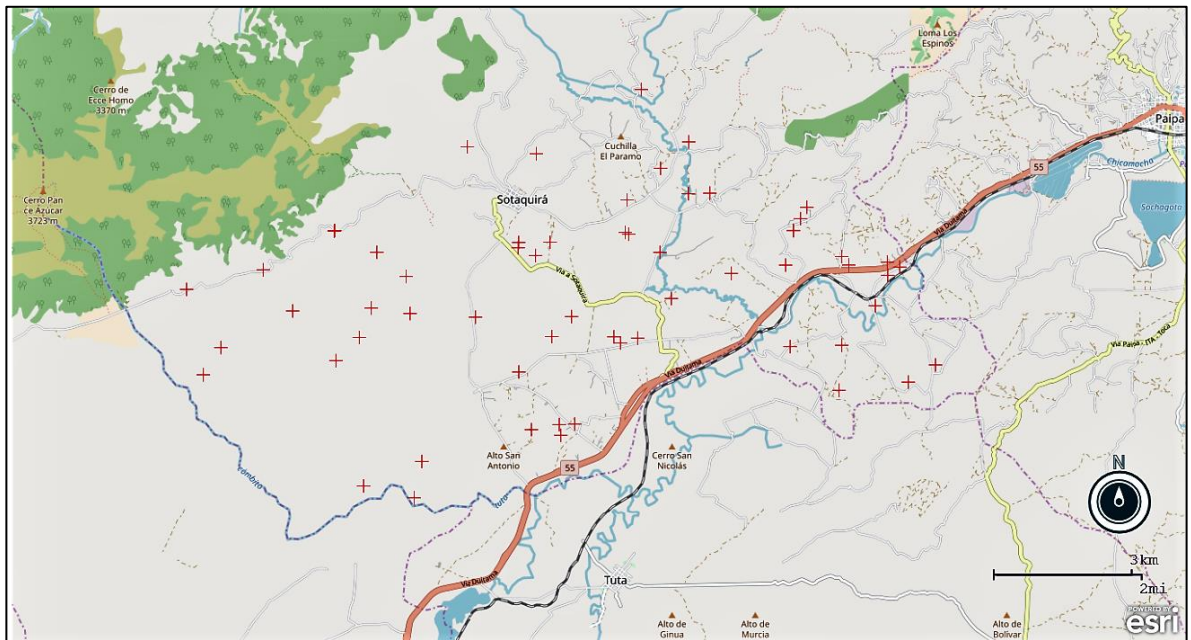 Loma Los
Espinos
Cerro de
Ecce Homo
3370 m
Paipa
Cuchilla
El Paramo
55
Chicamocha
Cerro Pan
de Azúcar
3723 m
Sotaquirá
Sochagota
Vía Duitama
Vía a Sotaquirá
Vía Paipa - ITA - Toca
Vía Duitama
Alto San
Antonio
Cerro San
Nicolás
55
N
Tuta
3km
2mi
Vía Duitama
Tuta
Alto de
Ginua
Alto de
Murcia
Alto de
Bolívar
POWERED BY
esri